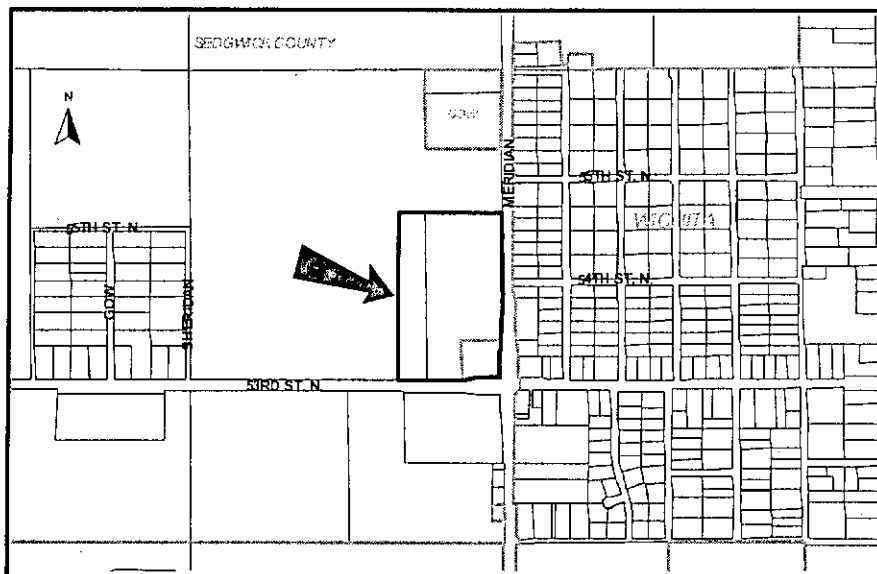 SEDGWICK COUNTY
N
MERIDIAN
55TH ST. N.
WICHITA
55TH ST. N.
54TH ST. N.
GOW
SHERIDAN
53RD ST. N.